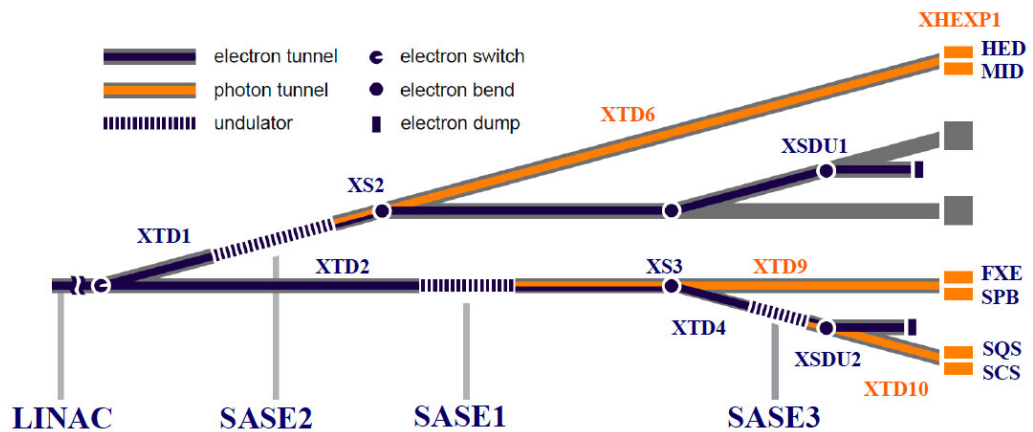 XHEXP1
HED
MID
electron tunnel
electron switch
photon tunnel
electron bend
undulator
electron dump
XTD6
XSDU1
XS2
XTD1
XTD2
XS3
XTD9
FXE
SPB
XTD4
XSDU2
SQS
SCS
XTD10
LINAC
SASE2
SASE1
SASE3